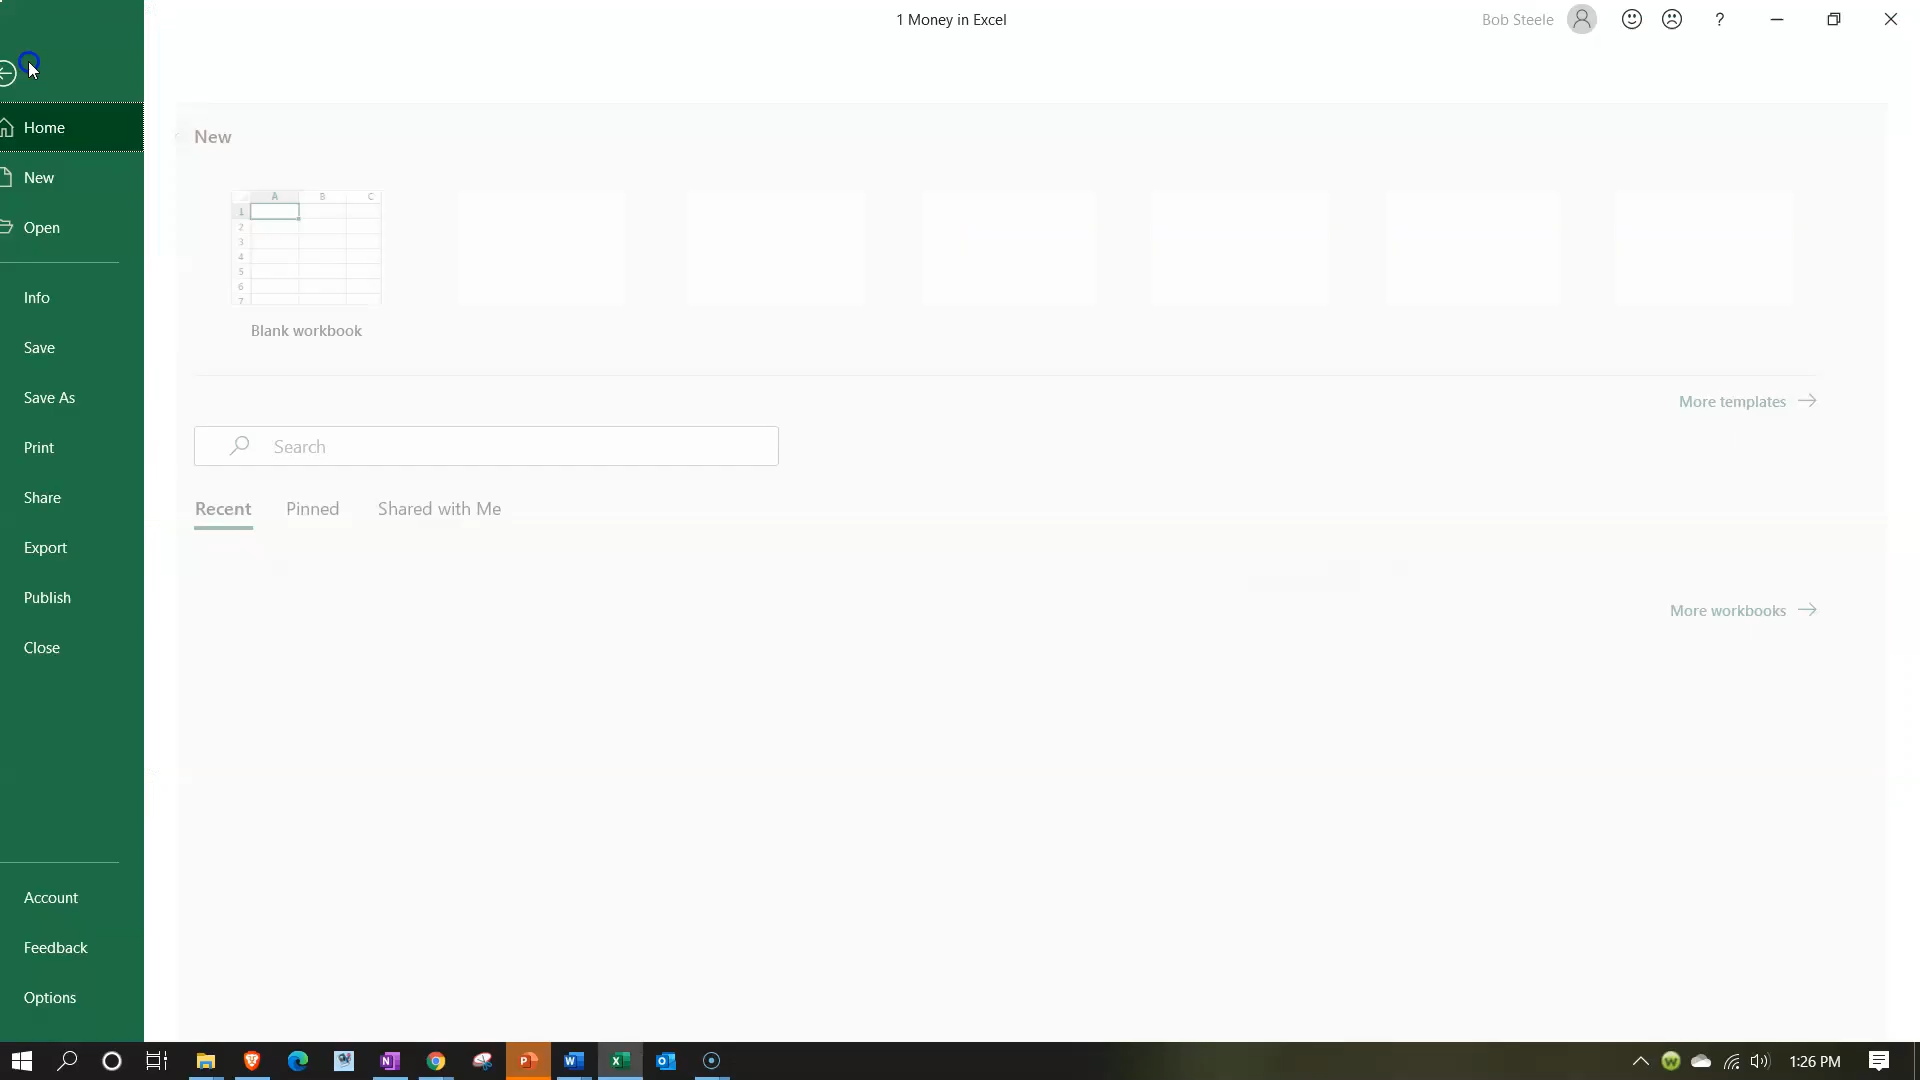 1 Money in Excel
Bob Steele
?
Home
New
Open
Info
Save
Save As
Print
Share
Export
Publish
Close
Account
Feedback
Options
New
A B C
1
2
3
4
5
6
7
Blank workbook
More templates
Search
Recent Pinned Shared with Me
More workbooks
1:26 PM